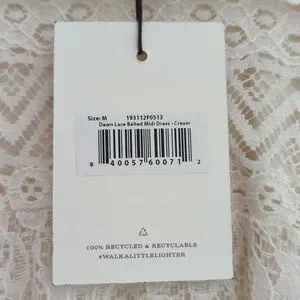 Size: M 193112F0513
Dawn Lace Belted Midi Dress - Cream
8 40057 60071 2
100% RECYCLED & RECYCLABLE
#WALKALITTLELIGHTER